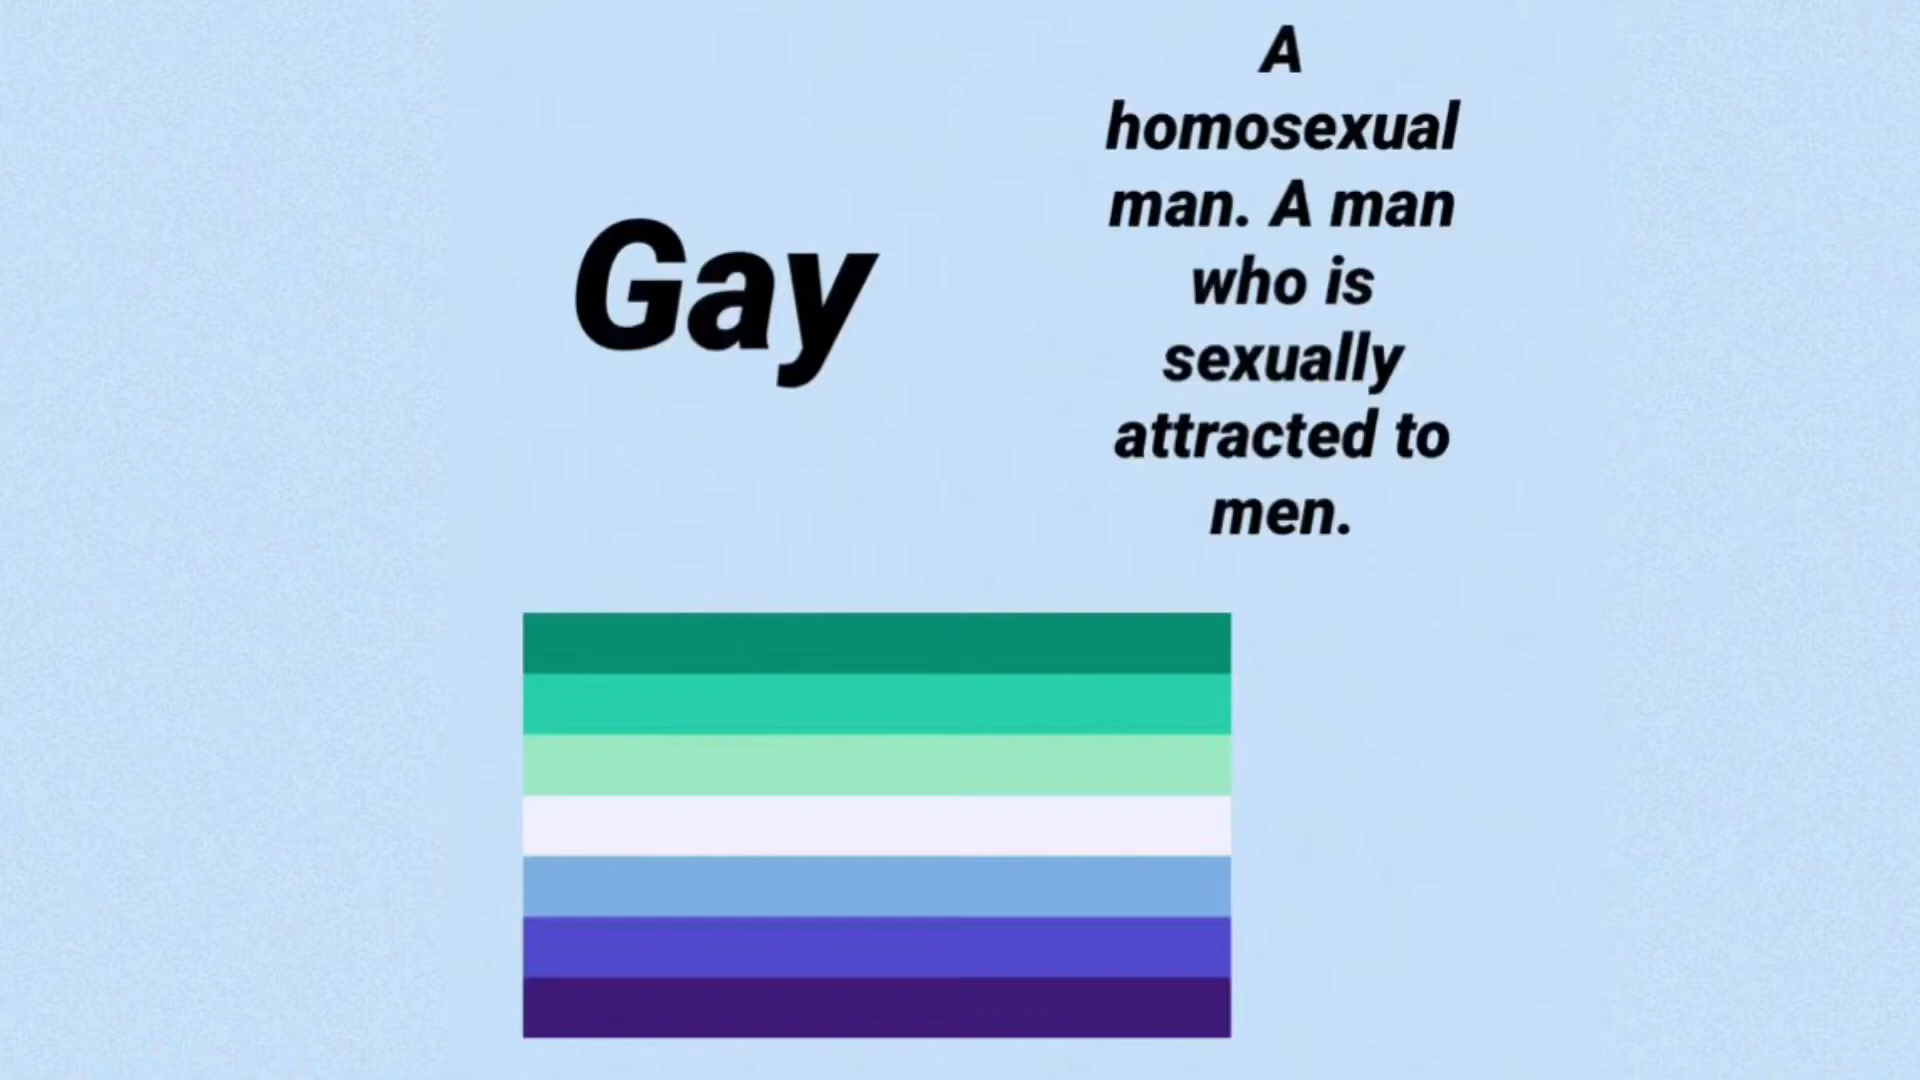 Gay
A
homosexual
man. A man
who is
sexually
attracted to
men.